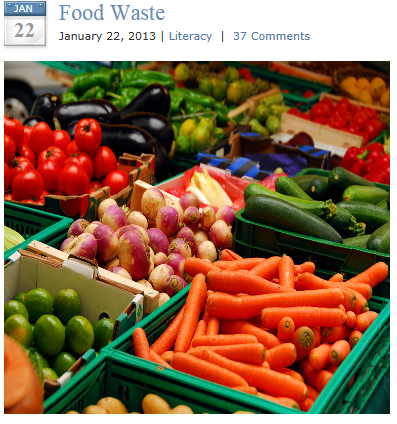 JAN
22
Food Waste
January 22, 2013 | Literacy | 37 Comments